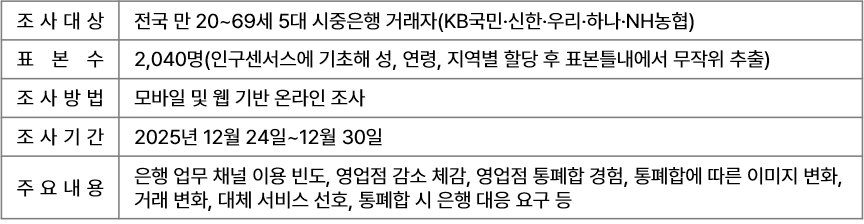 조 사 대 상 전국 만 20~69세 5대 시중은행 거래자(KB국민·신한·우리·하나·NH농협)
표 본 수 2,040명(인구센서스에 기초해 성, 연령, 지역별 할당 후 표본틀내에서 무작위 추출)
조 사 방 법 모바일 및 웹 기반 온라인 조사
조 사 기 간 2025년 12월 24일~12월 30일
주 요 내 용 은행 업무 채널 이용 빈도, 영업점 감소 체감, 영업점 통폐합 경험, 통폐합에 따른 이미지 변화,
거래 변화, 대체 서비스 선호, 통폐합 시 은행 대응 요구 등